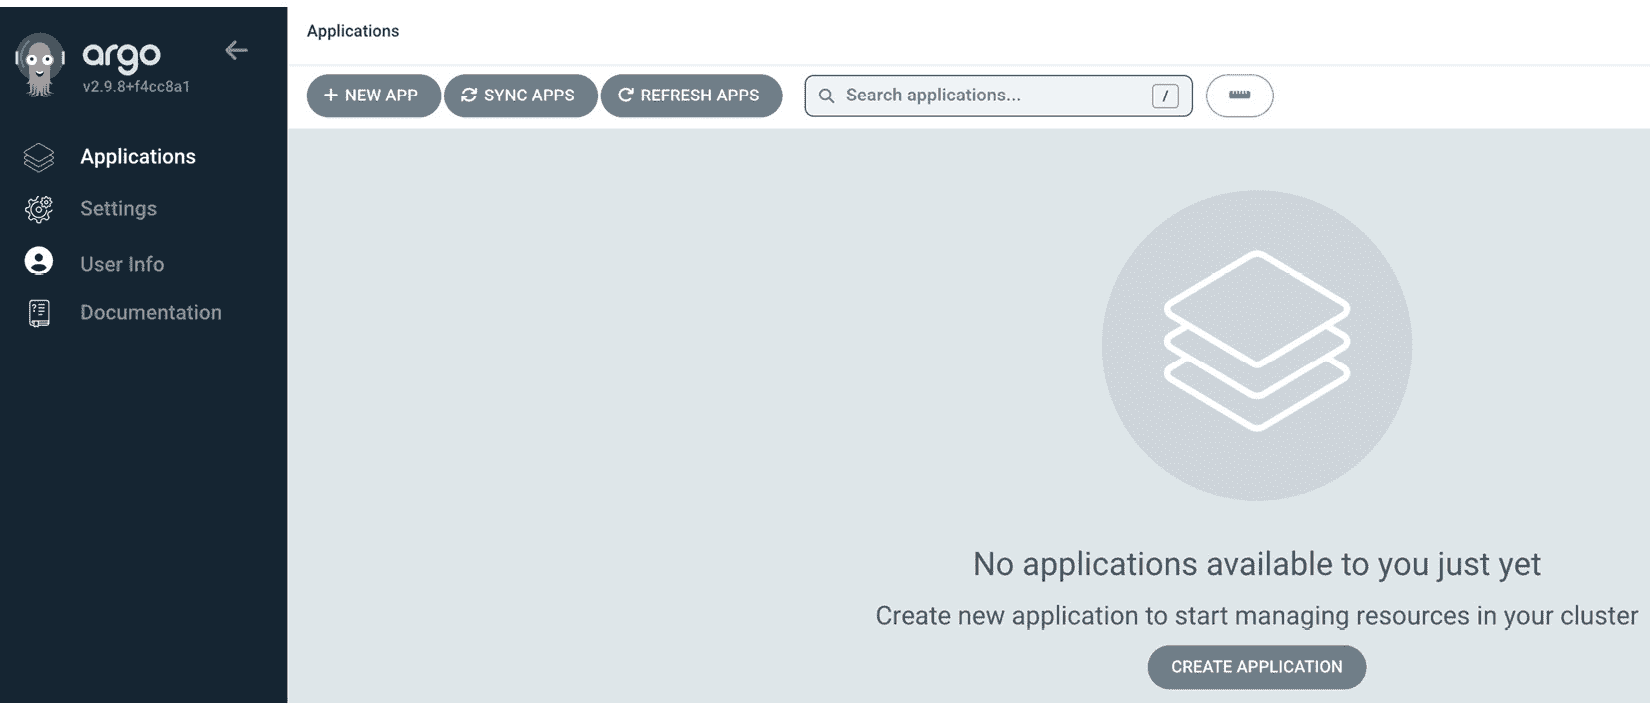 argo
v2.9.8+f4cc8a1
Applications
Settings
User Info
Documentation
Applications
+ NEW APP
SYNC APPS
REFRESH APPS
Search applications...
/
No applications available to you just yet
Create new application to start managing resources in your cluster
CREATE APPLICATION